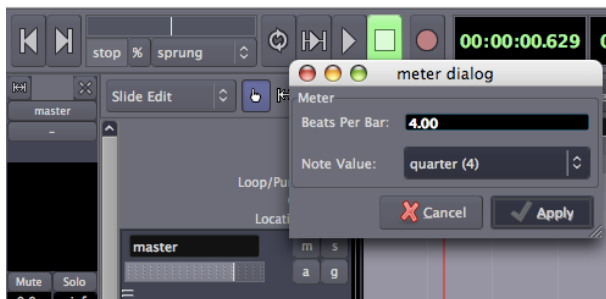 stop % sprung
00:00:00.629
meter dialog
Meter
Beats Per Bar: 4.00
Note Value: quarter (4)
Cancel Apply
master
-
Slide Edit
Loop/Pu
Locati
master
m s
a g
Mute Solo